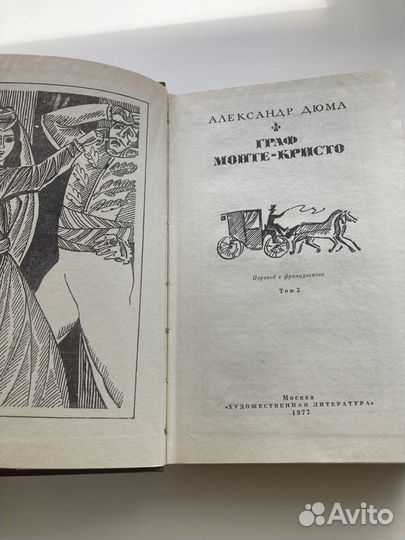 АЛЕКСАНДР ДЮМА
ГРАФ
МОНТЕ-КРИСТО
Перевод с французского
Том 2
Москва
«ХУДОЖЕСТВЕННАЯ ЛИТЕРАТУРА»
1977
Avito